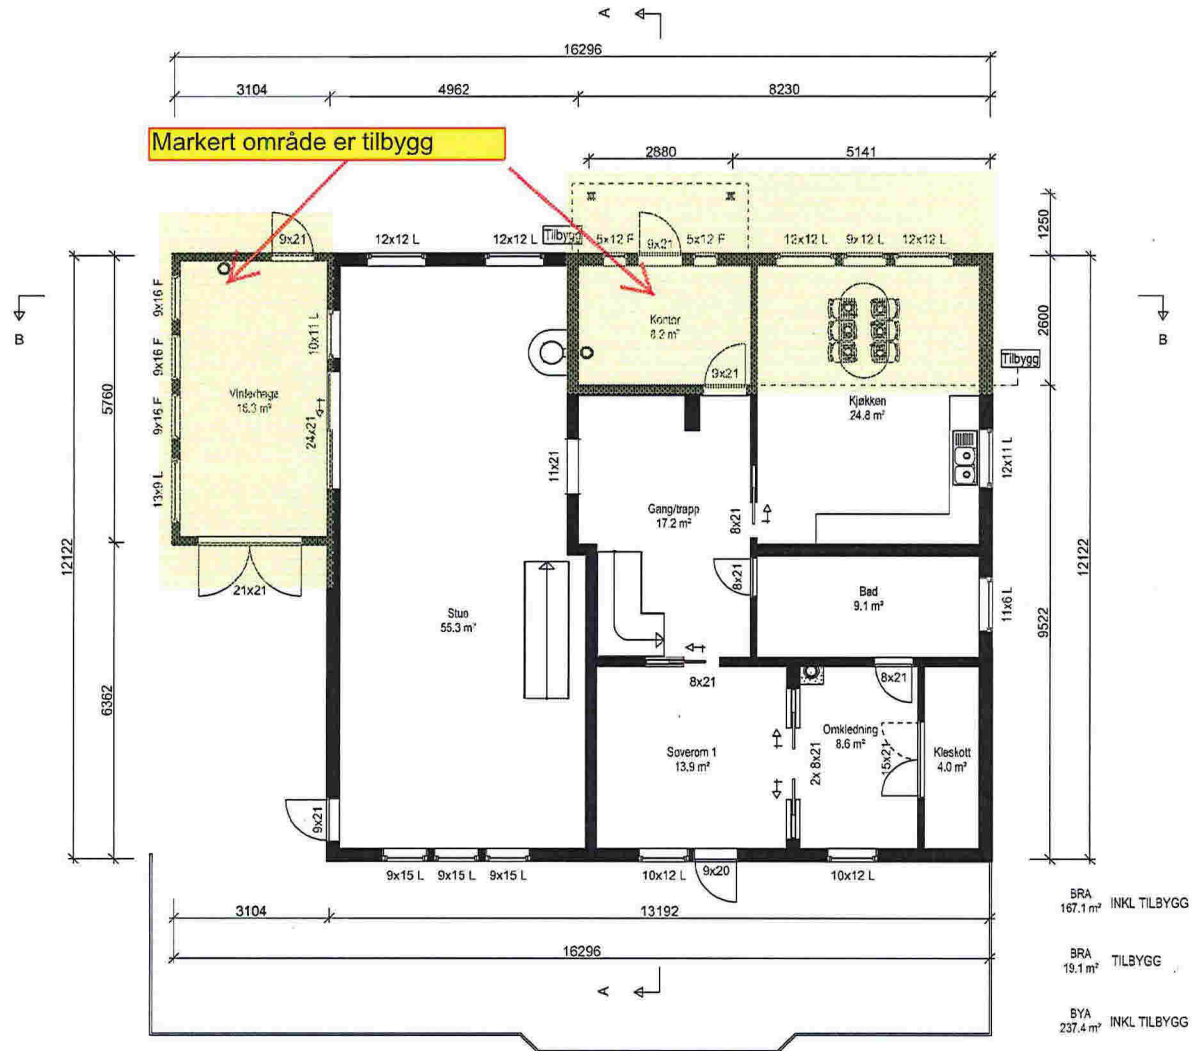 A
16296
3104
4962
8230
Markert område er tilbygg
2880
5141
1250
9x21
12x12 L
12x12 L
Tilbygg
5x12 F
9x21
5x12 F
12x12 L
9x12 L
12x12 L
B
B
9x16 F
9x16 F
9x16 F
13x9 L
10x11 L
24x21
Vinterhage
16.3 m²
Kontor
8.2 m²
9x21
2600
Tilbygg
5760
Kjøkken
24.8 m²
12x11 L
11x21
Gang/trapp
17.2 m²
8x21
12122
12122
21x21
8x21
Bad
9.1 m²
11x6 L
Stue
55.3 m²
9522
6362
8x21
8x21
Soverom 1
13.9 m²
2x 8x21
Omkledning
8.6 m²
15x21
Kleskott
4.0 m²
9x21
9x15 L
9x15 L
9x15 L
10x12 L
9x20
10x12 L
3104
13192
16296
A
BRA
167.1 m² INKL TILBYGG
BRA
19.1 m² TILBYGG
BYA
237.4 m² INKL TILBYGG